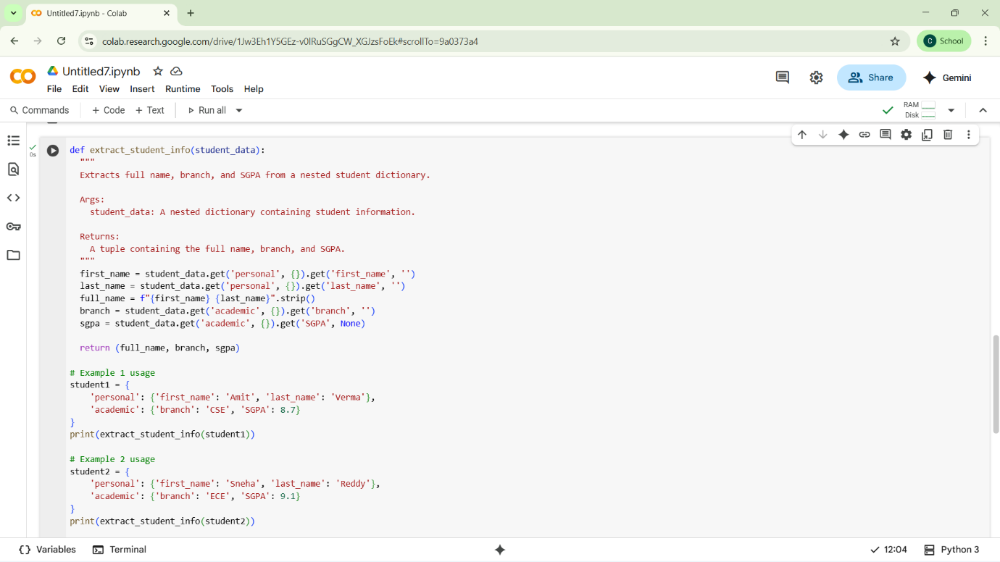 Untitled7.ipynb - Colab
colab.research.google.com/drive/1Jw3Eh1Y5GEz-v0lRuSGgCW_XGJzsFoEk#scrollTo=9a0373a4
C School
Untitled7.ipynb
Share
Gemini
File Edit View Insert Runtime Tools Help
Commands + Code + Text Run all
RAM
Disk
0s
def extract_student_info(student_data):
  """
  Extracts full name, branch, and SGPA from a nested student dictionary.
  Args:
    student_data: A nested dictionary containing student information.
  Returns:
    A tuple containing the full name, branch, and SGPA.
  """
  first_name = student_data.get('personal', {}).get('first_name', '')
  last_name = student_data.get('personal', {}).get('last_name', '')
  full_name = f"{first_name} {last_name}".strip()
  branch = student_data.get('academic', {}).get('branch', '')
  sgpa = student_data.get('academic', {}).get('SGPA', None)
  return (full_name, branch, sgpa)
# Example 1 usage
student1 = {
    'personal': {'first_name': 'Amit', 'last_name': 'Verma'},
    'academic': {'branch': 'CSE', 'SGPA': 8.7}
}
print(extract_student_info(student1))
# Example 2 usage
student2 = {
    'personal': {'first_name': 'Sneha', 'last_name': 'Reddy'},
    'academic': {'branch': 'ECE', 'SGPA': 9.1}
}
print(extract_student_info(student2))
{} Variables Terminal
12:04 Python 3